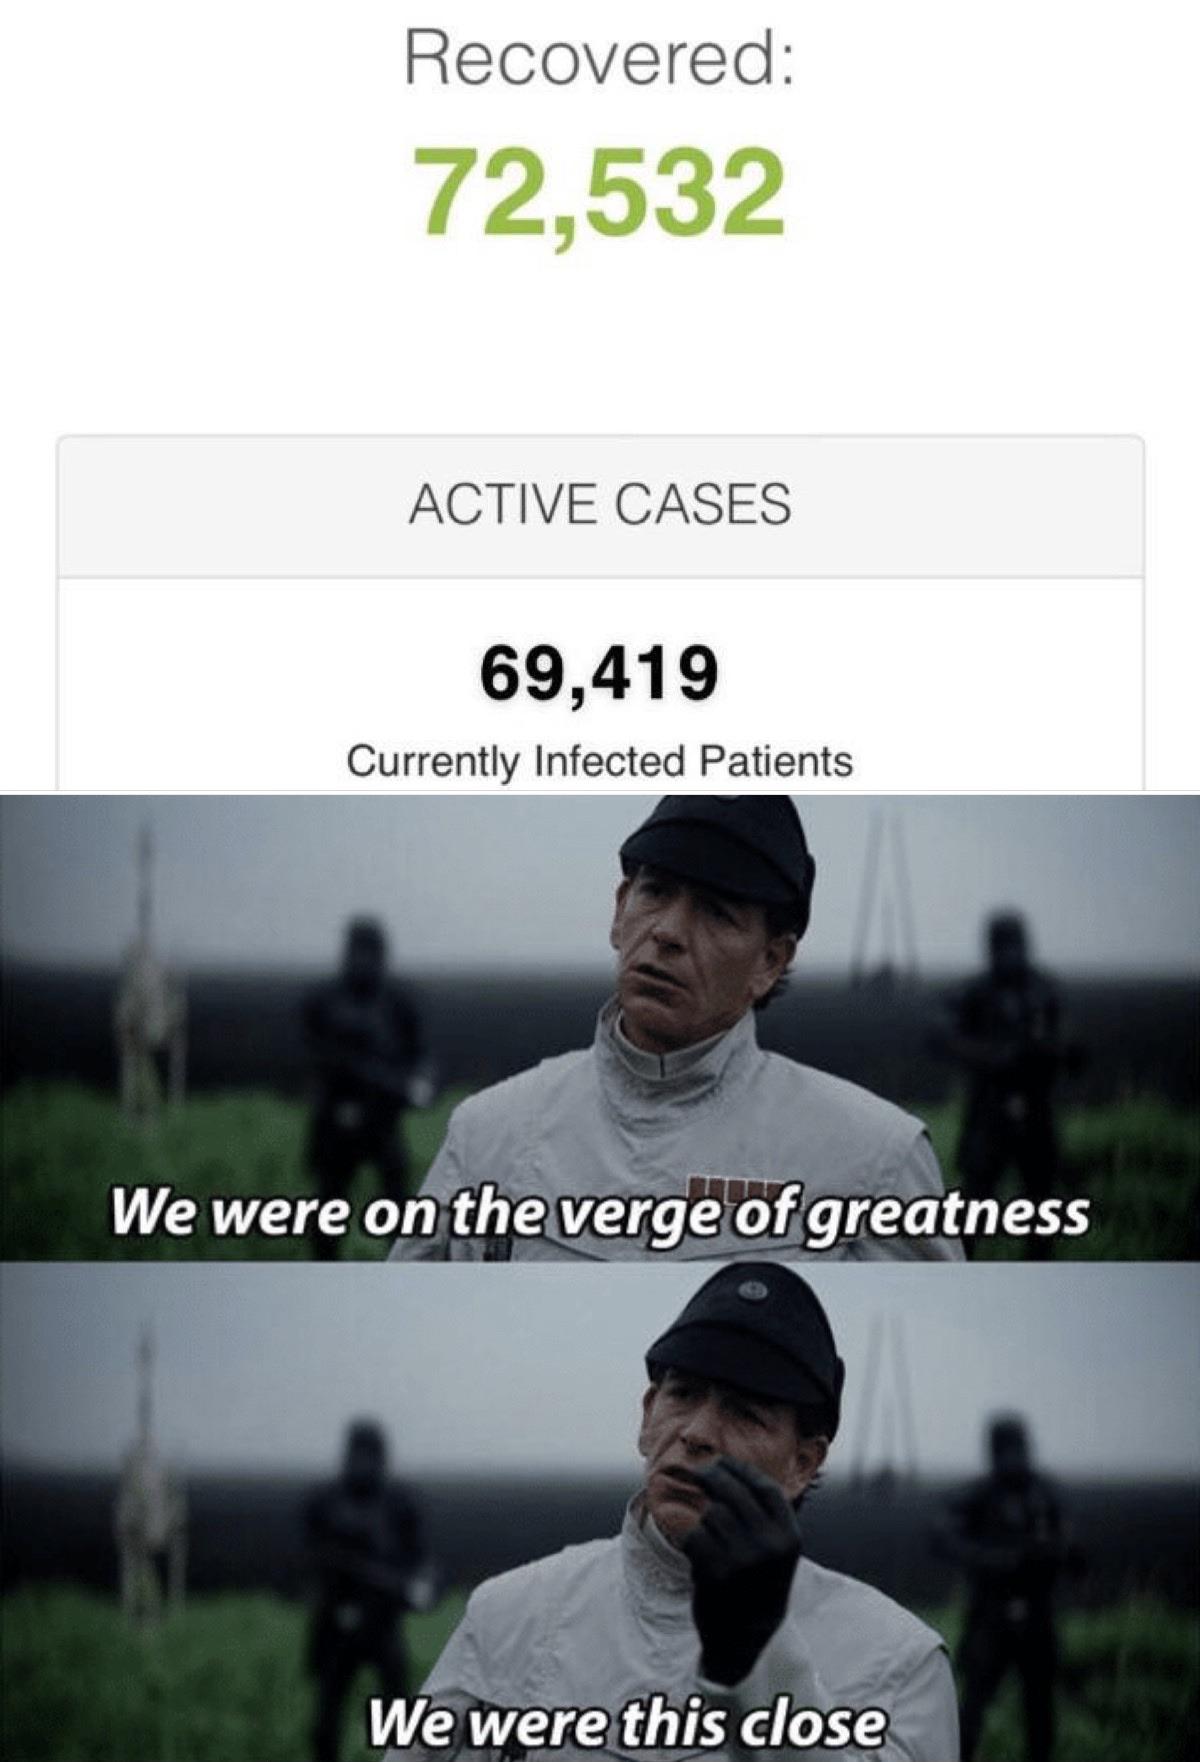 Recovered:
72,532
ACTIVE CASES
69,419
Currently Infected Patients
We were on the verge of greatness
We were this close